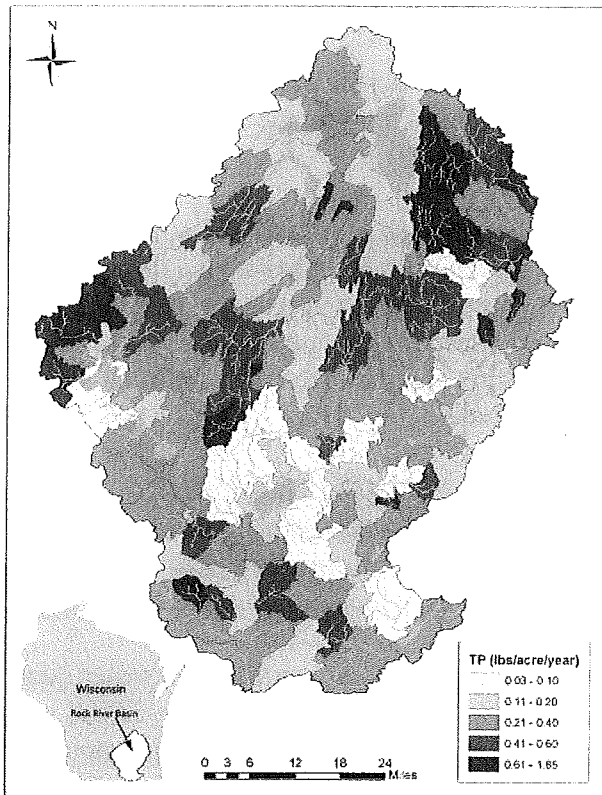 N
TP (lbs/acre/year)
0.03 - 0.10
0.11 - 0.20
0.21 - 0.40
0.41 - 0.60
0.61 - 1.85
Wisconsin
Rock River Basin
0 3 6 12 18 24
Miles